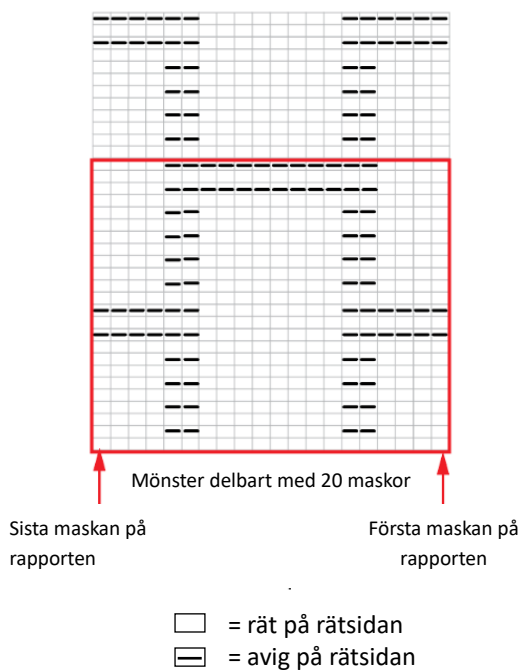 Mönster delbart med 20 maskor
Sista maskan på
rapporten
Första maskan på
rapporten
= rät på rätsidan
= avig på rätsidan